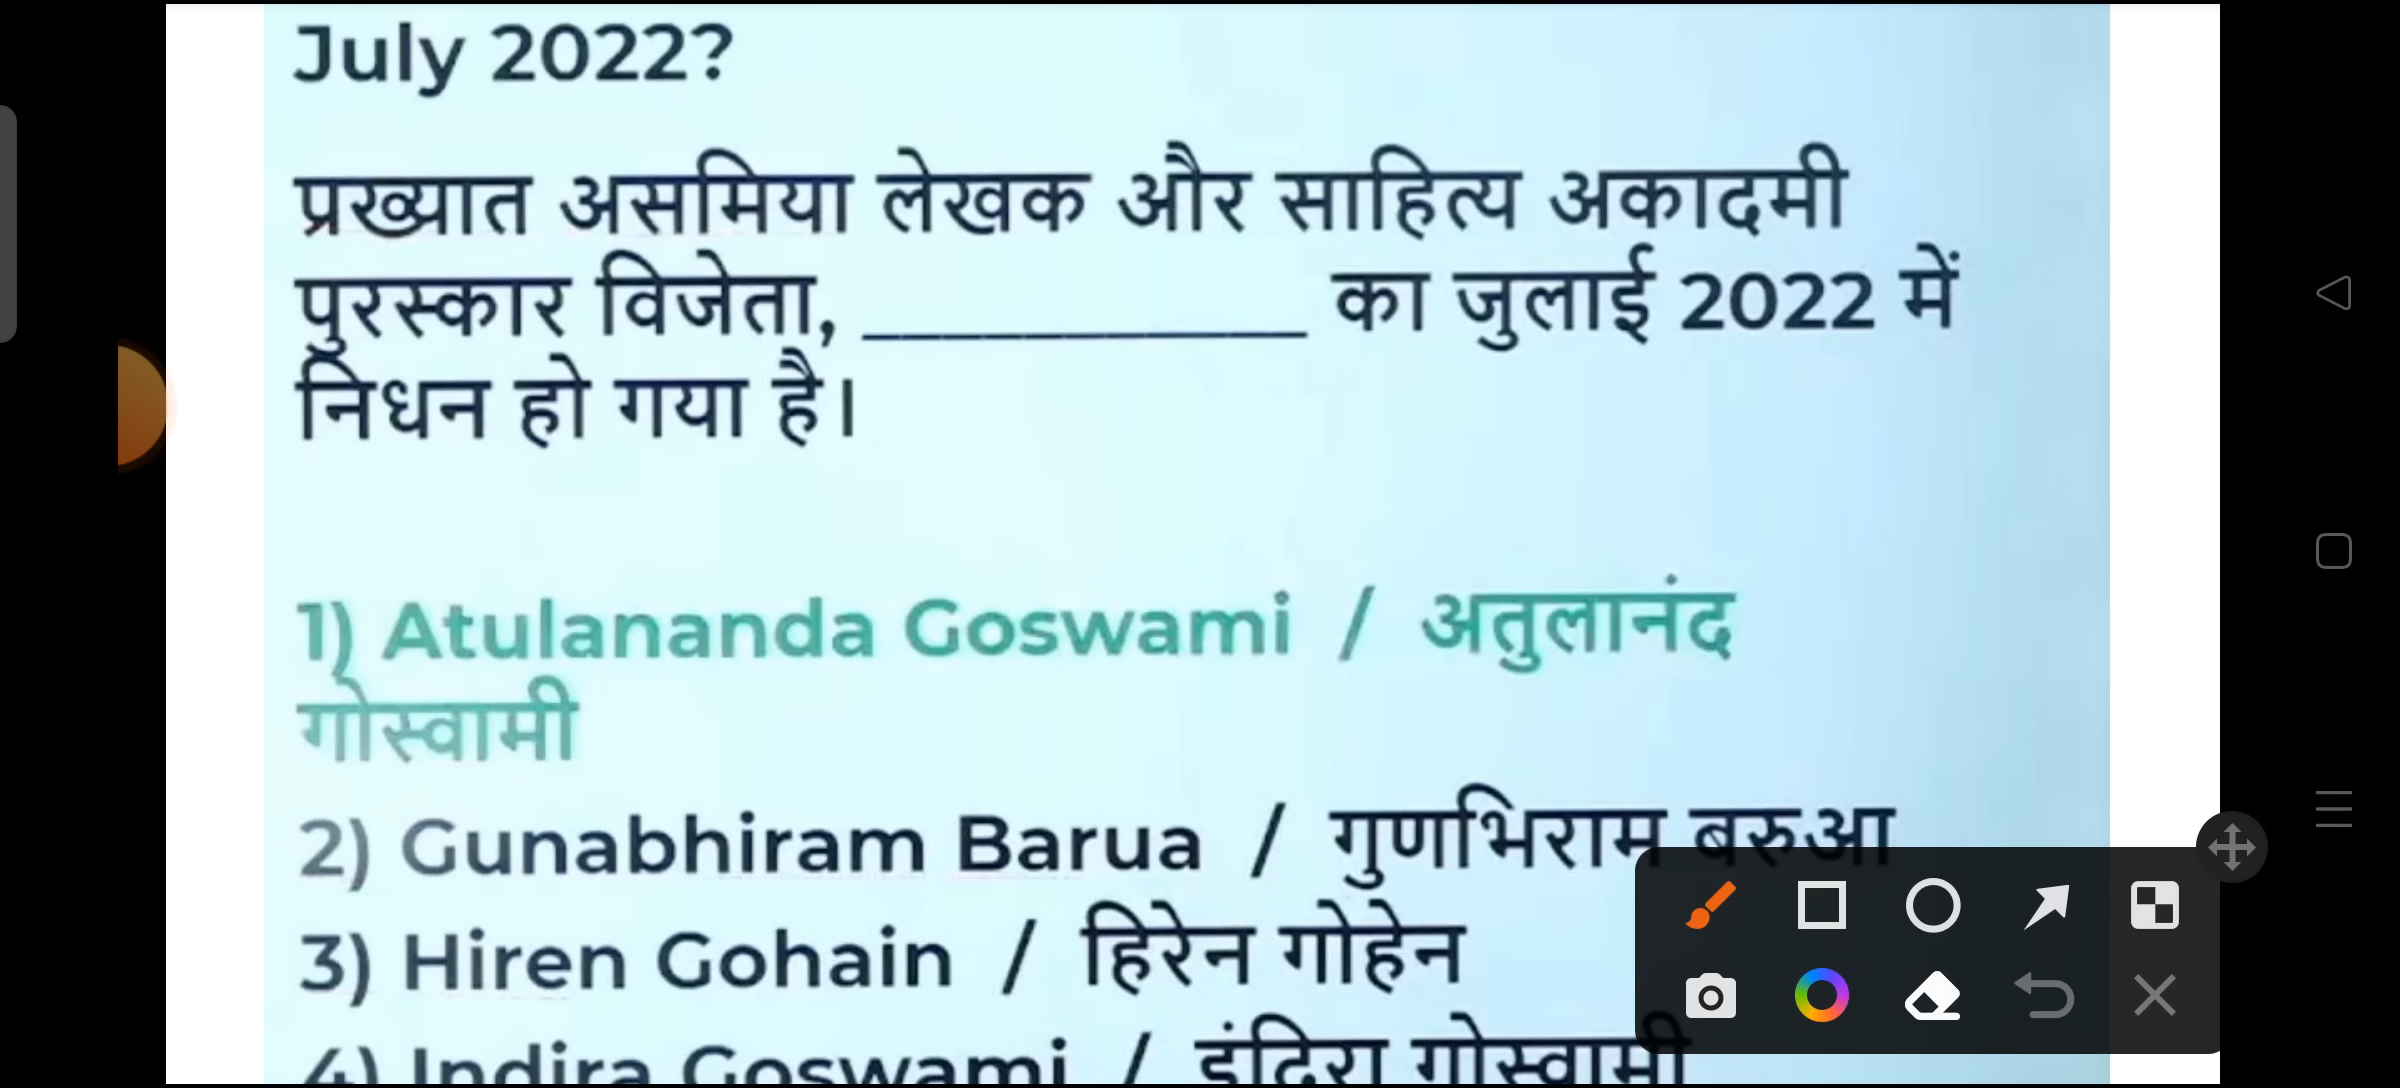 July 2022?
प्रख्यात असमिया लेखक और साहित्य अकादमी
पुरस्कार विजेता, ___________ का जुलाई 2022 में
निधन हो गया है।
1) Atulananda Goswami / अतुलानंद
गोस्वामी
2) Gunabhiram Barua / गुणभिराम बरुआ
3) Hiren Gohain / हिरेन गोहेन
4) Indira Goswami / इंदिरा गोस्वामी